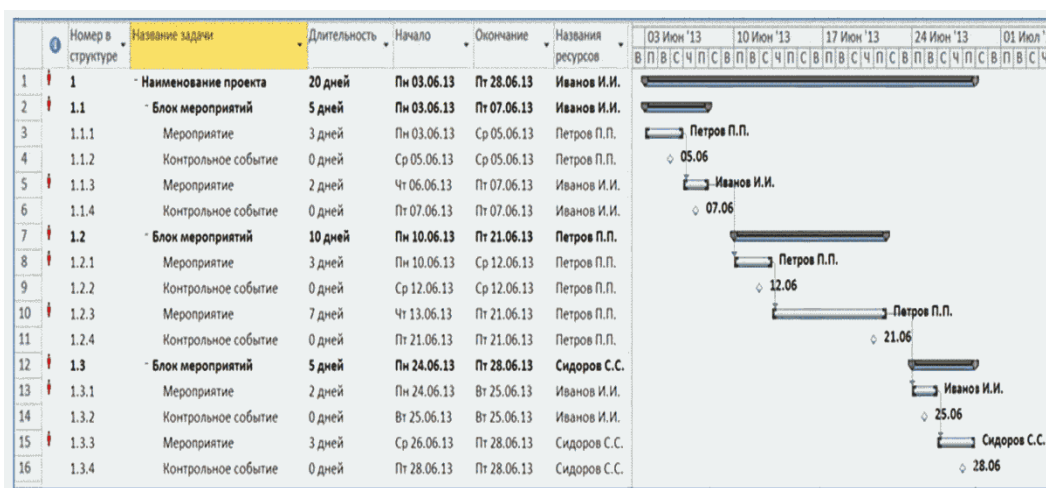 Номер в структуре Название задачи Длительность Начало Окончание Названия ресурсов 03 Июн '13 10 Июн '13 17 Июн '13 24 Июн '13 01 Июл '
В П В С Ч П С В П В С Ч П С В П В С Ч П С В П В С Ч П С В П В С Ч
1 1 - Наименование проекта 20 дней Пн 03.06.13 Пт 28.06.13 Иванов И.И.
2 1.1 - Блок мероприятий 5 дней Пн 03.06.13 Пт 07.06.13 Иванов И.И.
3 1.1.1 Мероприятие 3 дней Пн 03.06.13 Ср 05.06.13 Петров П.П. Петров П.П.
4 1.1.2 Контрольное событие 0 дней Ср 05.06.13 Ср 05.06.13 Петров П.П. 05.06
5 1.1.3 Мероприятие 2 дней Чт 06.06.13 Пт 07.06.13 Иванов И.И. Иванов И.И.
6 1.1.4 Контрольное событие 0 дней Пт 07.06.13 Пт 07.06.13 Иванов И.И. 07.06
7 1.2 - Блок мероприятий 10 дней Пн 10.06.13 Пт 21.06.13 Петров П.П.
8 1.2.1 Мероприятие 3 дней Пн 10.06.13 Ср 12.06.13 Петров П.П. Петров П.П.
9 1.2.2 Контрольное событие 0 дней Ср 12.06.13 Ср 12.06.13 Петров П.П. 12.06
10 1.2.3 Мероприятие 7 дней Чт 13.06.13 Пт 21.06.13 Петров П.П. Петров П.П.
11 1.2.4 Контрольное событие 0 дней Пт 21.06.13 Пт 21.06.13 Петров П.П. 21.06
12 1.3 - Блок мероприятий 5 дней Пн 24.06.13 Пт 28.06.13 Сидоров С.С.
13 1.3.1 Мероприятие 2 дней Пн 24.06.13 Вт 25.06.13 Иванов И.И. Иванов И.И.
14 1.3.2 Контрольное событие 0 дней Вт 25.06.13 Вт 25.06.13 Иванов И.И. 25.06
15 1.3.3 Мероприятие 3 дней Ср 26.06.13 Пт 28.06.13 Сидоров С.С. Сидоров С.С.
16 1.3.4 Контрольное событие 0 дней Пт 28.06.13 Пт 28.06.13 Сидоров С.С. 28.06